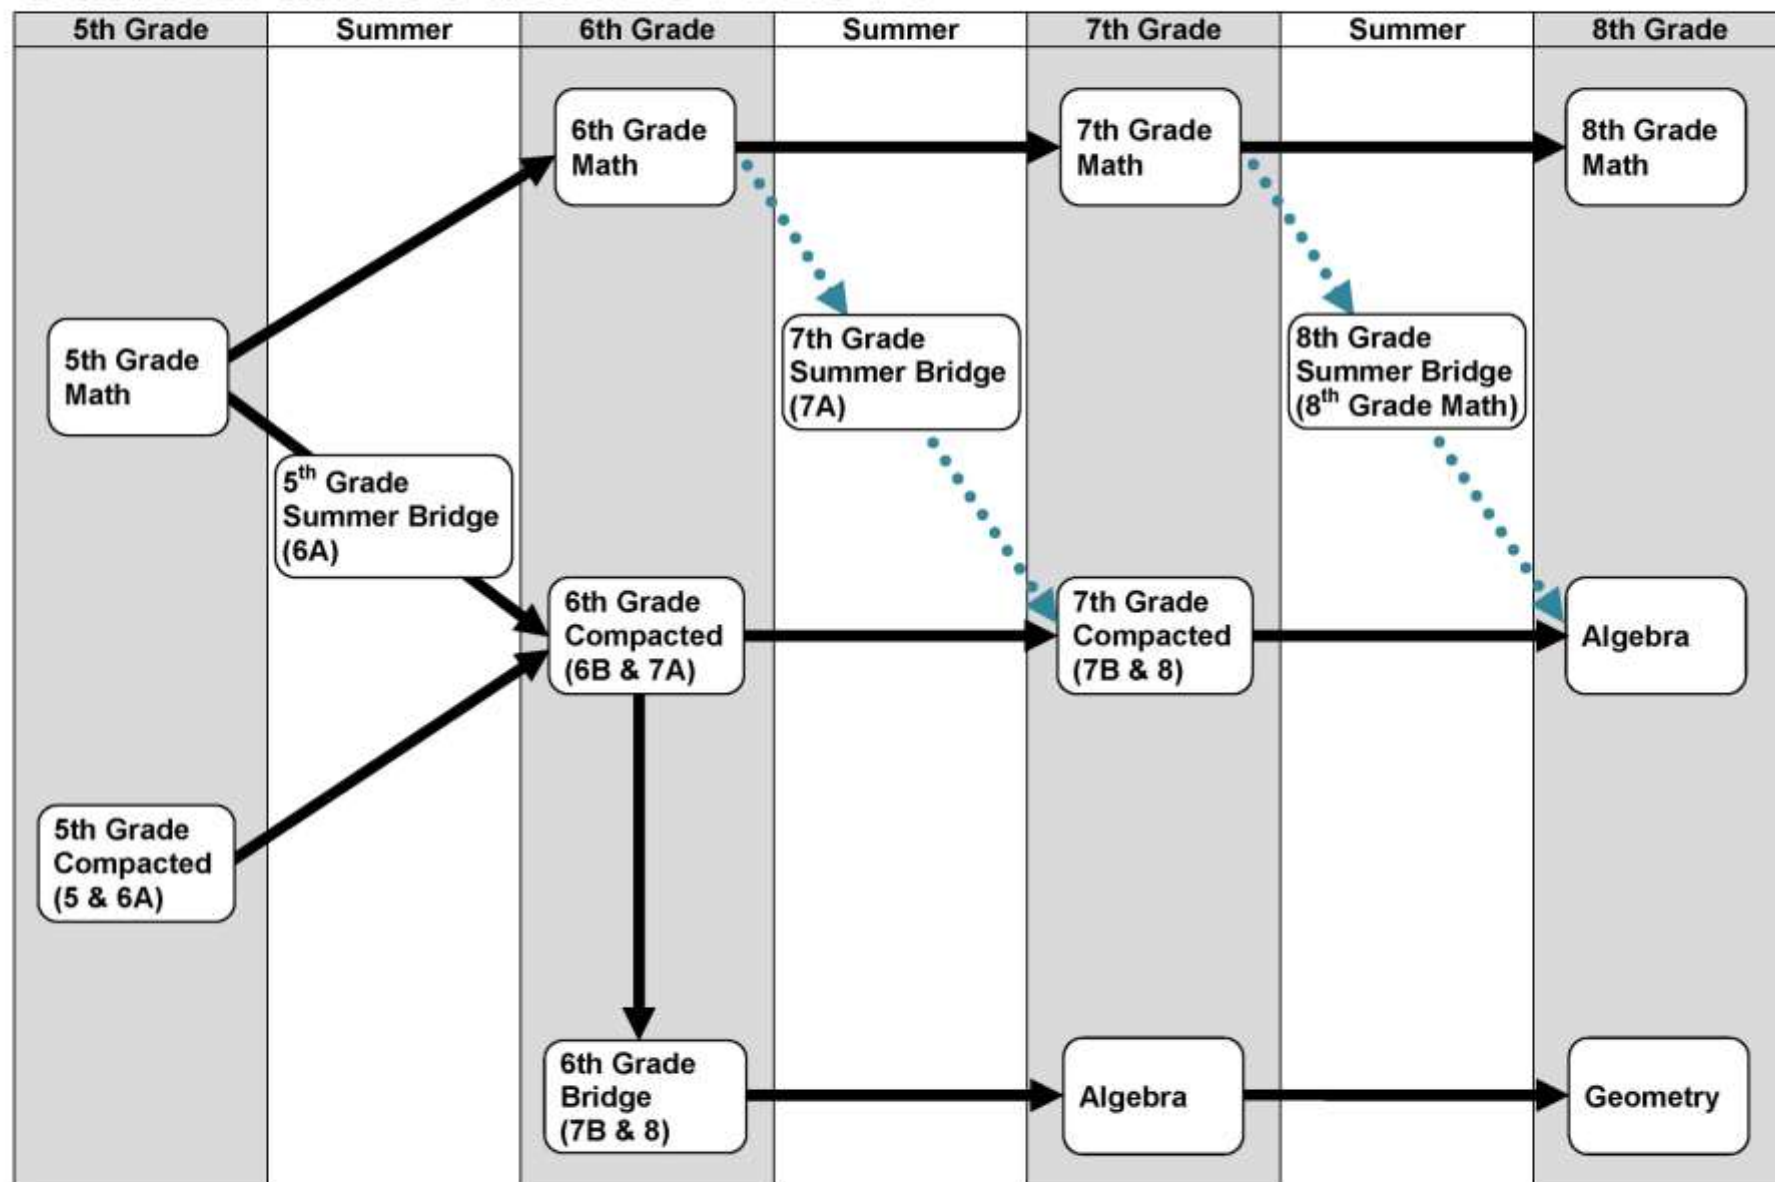 5th Grade Summer 6th Grade Summer 7th Grade Summer 8th Grade
6th Grade
Math
7th Grade
Math
8th Grade
Math
5th Grade
Math
7th Grade
Summer Bridge
(7A)
8th Grade
Summer Bridge
(8th Grade Math)
5th Grade
Summer Bridge
(6A)
6th Grade
Compacted
(6B & 7A)
7th Grade
Compacted
(7B & 8)
Algebra
5th Grade
Compacted
(5 & 6A)
6th Grade
Bridge
(7B & 8)
Algebra
Geometry